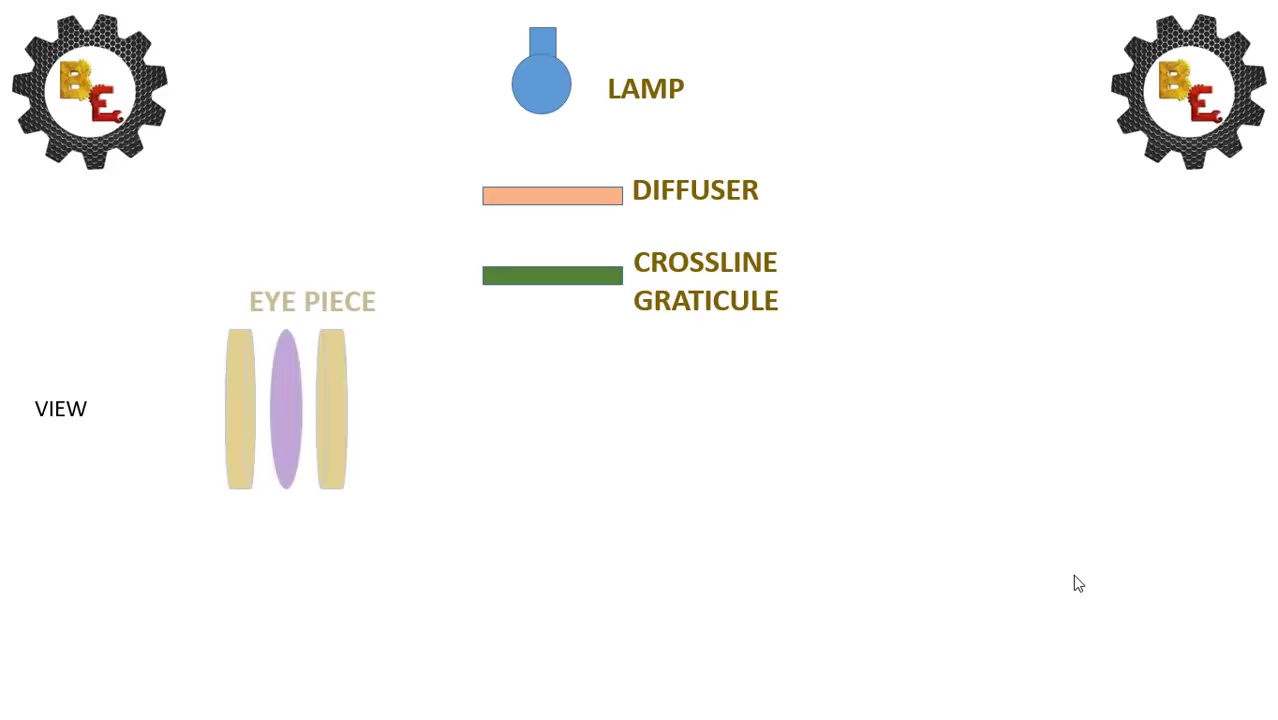 B E
B E
LAMP
DIFFUSER
CROSSLINE
GRATICULE
EYE PIECE
VIEW